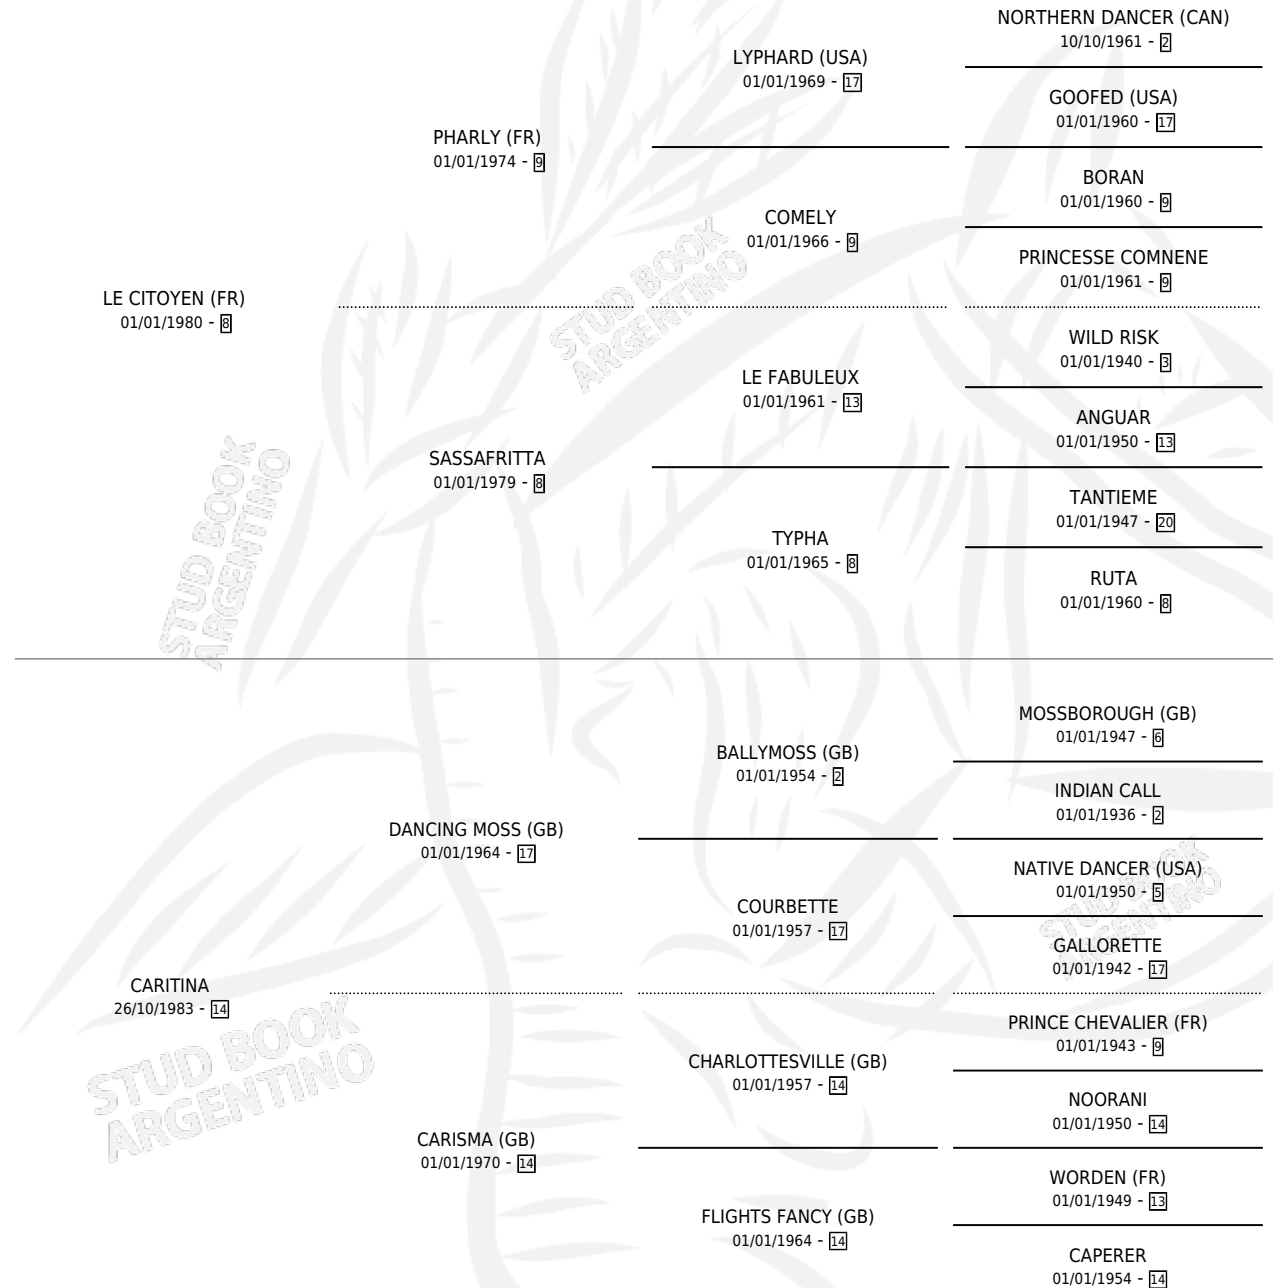 NORTHERN DANCER (CAN)
10/10/1961 - 2
LYPHARD (USA)
01/01/1969 - 17
GOOFED (USA)
01/01/1960 - 17
PHARLY (FR)
01/01/1974 - 9
BORAN
01/01/1960 - 9
COMELY
01/01/1966 - 9
PRINCESSE COMNENE
01/01/1961 - 9
LE CITOYEN (FR)
01/01/1980 - 8
WILD RISK
01/01/1940 - 3
LE FABULEUX
01/01/1961 - 13
ANGUAR
01/01/1950 - 13
SASSAFRITTA
01/01/1979 - 8
TANTIEME
01/01/1947 - 20
TYPHA
01/01/1965 - 8
RUTA
01/01/1960 - 8
MOSSBOROUGH (GB)
01/01/1947 - 6
BALLYMOSS (GB)
01/01/1954 - 2
INDIAN CALL
01/01/1936 - 2
DANCING MOSS (GB)
01/01/1964 - 17
NATIVE DANCER (USA)
01/01/1950 - 5
COURBETTE
01/01/1957 - 17
GALLORETTE
01/01/1942 - 17
CARITINA
26/10/1983 - 14
PRINCE CHEVALIER (FR)
01/01/1943 - 9
CHARLOTTESVILLE (GB)
01/01/1957 - 14
NOORANI
01/01/1950 - 14
CARISMA (GB)
01/01/1970 - 14
WORDEN (FR)
01/01/1949 - 13
FLIGHTS FANCY (GB)
01/01/1964 - 14
CAPERER
01/01/1954 - 14
STUD BOOK
ARGENTINO
STUD BOOK
ARGENTINO
STUD BOOK
ARGENTINO
STUD BOOK
ARGENTINO